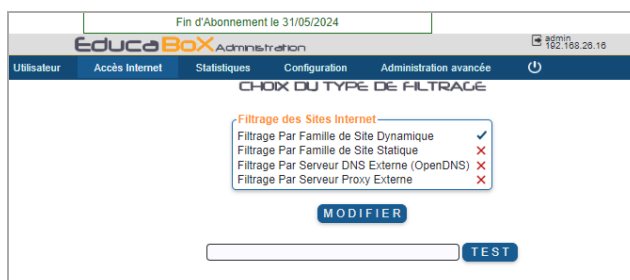 Fin d'Abonnement le 31/05/2024
EducaBoX Administration
admin
192.168.26.16
Utilisateur Accès Internet Statistiques Configuration Administration avancée
CHOIX DU TYPE DE FILTRAGE
Filtrage des Sites Internet
Filtrage Par Famille de Site Dynamique
Filtrage Par Famille de Site Statique
Filtrage Par Serveur DNS Externe (OpenDNS)
Filtrage Par Serveur Proxy Externe
MODIFIER
TEST